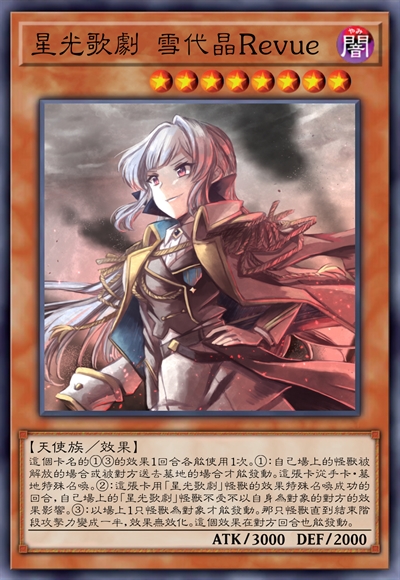 星光歌劇 雪代晶Revue
やみ
闇
【天使族／效果】
這個卡名的①③的效果1回合各能使用1次。①：自己場上的怪獸被
解放的場合或被對方送去墓地的場合才能發動。這張卡從手卡·墓
地特殊召喚。②：這張卡用「星光歌劇」怪獸的效果特殊召喚成功的
回合，自己場上的「星光歌劇」怪獸不受不以自身為對象的對方的效
果影響。③：以場上1只怪獸為對象才能發動。那只怪獸直到結束階
段攻擊力變成一半，效果無效化。這個效果在對方回合也能發動。
ATK/3000 DEF/2000